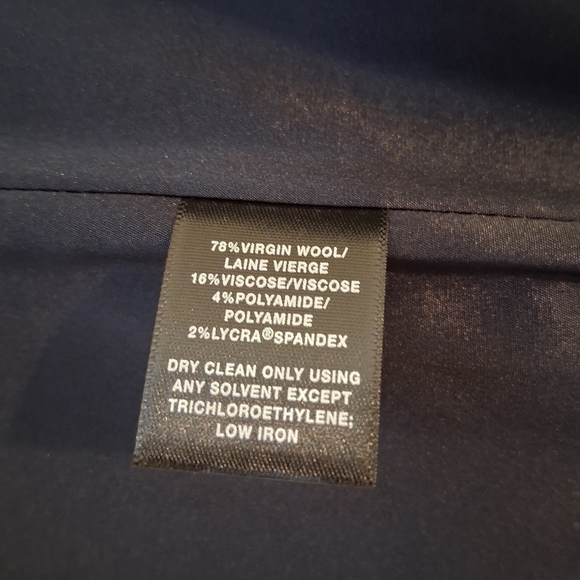 78%VIRGIN WOOL/
LAINE VIERGE
16%VISCOSE/VISCOSE
4%POLYAMIDE/
POLYAMIDE
2%LYCRA®SPANDEX
DRY CLEAN ONLY USING
ANY SOLVENT EXCEPT
TRICHLOROETHYLENE;
LOW IRON